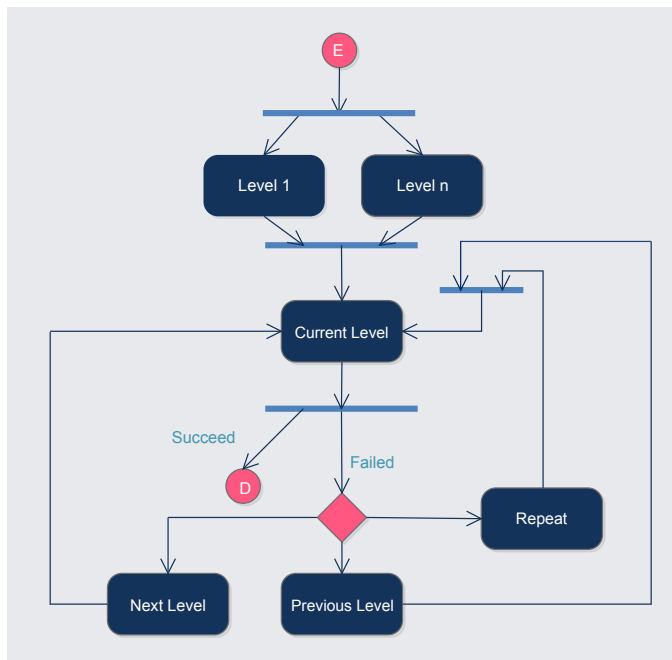 E
Level 1
Level n
Current Level
Succeed
Failed
D
Repeat
Next Level
Previous Level